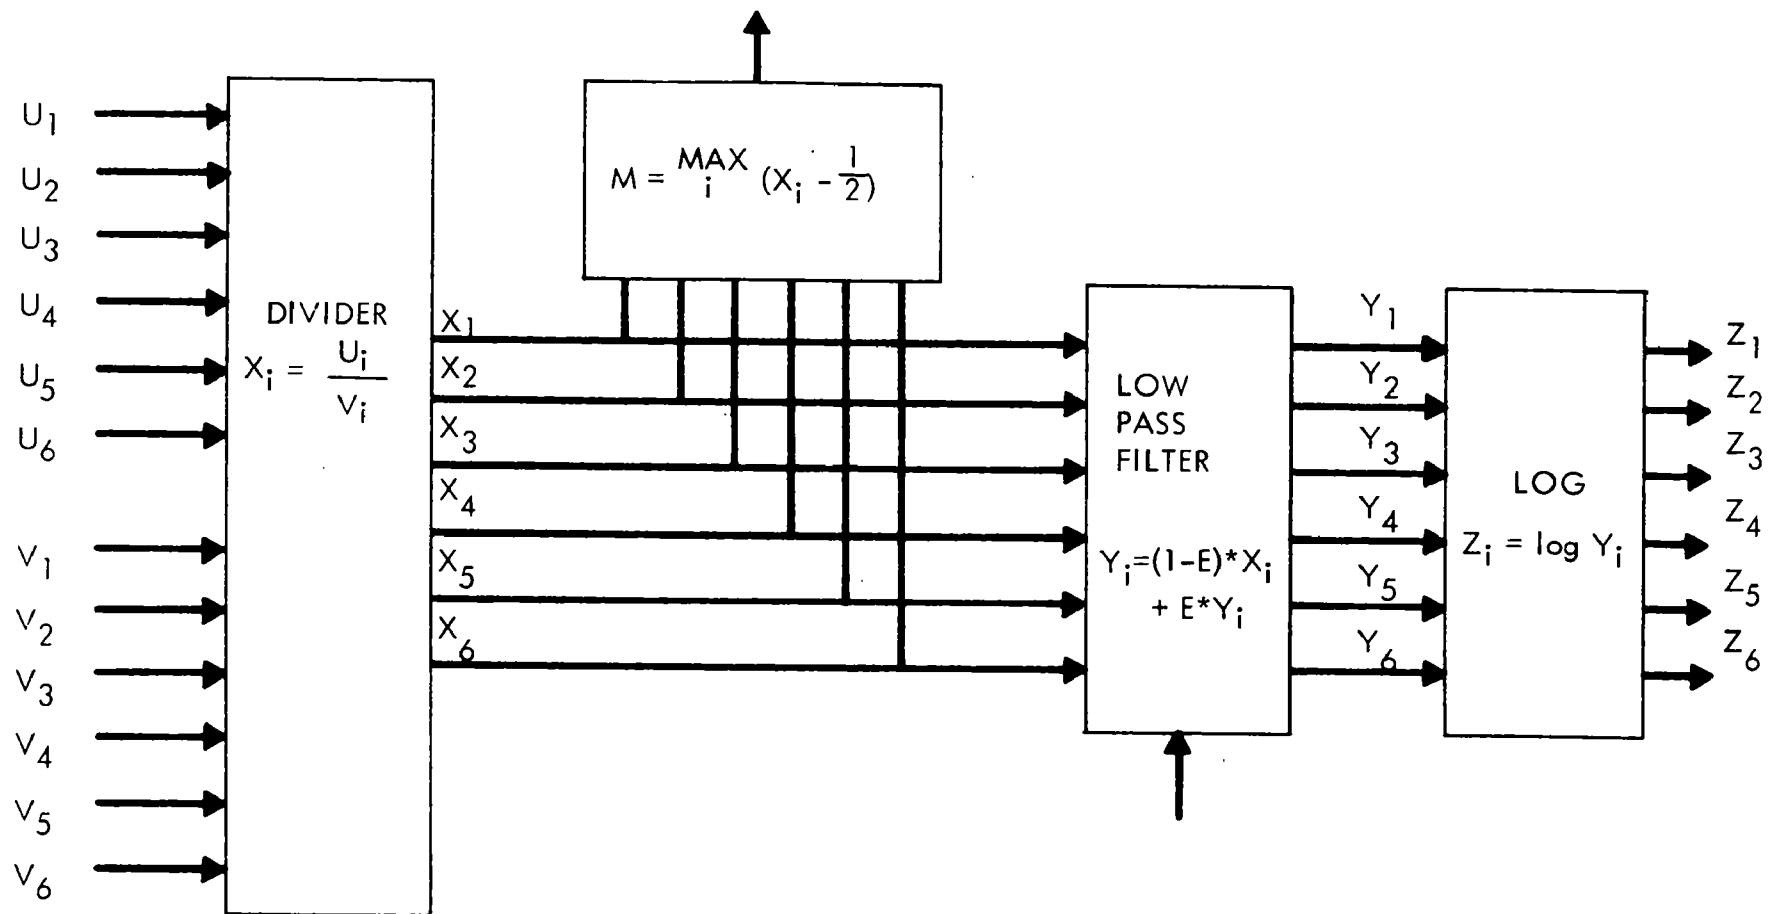 U₁
U₂
U₃
U₄
U₅
U₆
V₁
V₂
V₃
V₄
V₅
V₆
DIVIDER
Xᵢ = Uᵢ / Vᵢ
M = MAX i (Xᵢ - 1/2)
X₁
X₂
X₃
X₄
X₅
X₆
LOW
PASS
FILTER
Yᵢ=(1-E)*Xᵢ
+ E*Yᵢ
Y₁
Y₂
Y₃
Y₄
Y₅
Y₆
LOG
Zᵢ = log Yᵢ
Z₁
Z₂
Z₃
Z₄
Z₅
Z₆